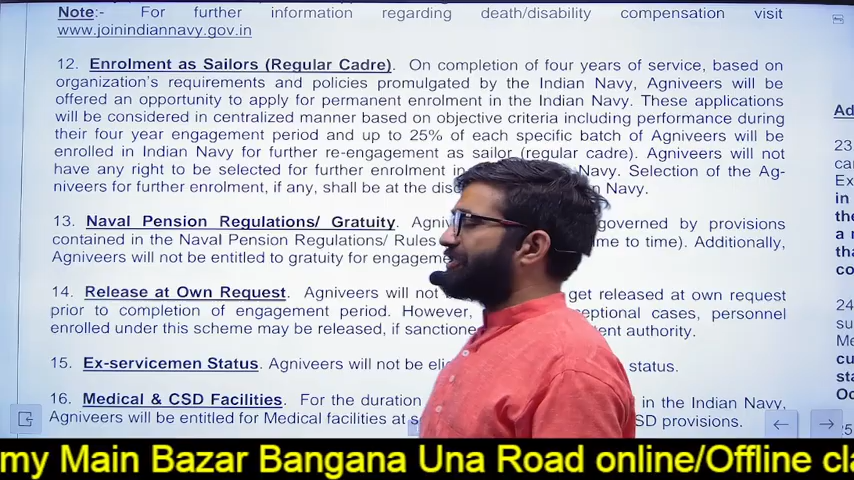 Note:- For further information regarding death/disability compensation visit
www.joinindiannavy.gov.in
12. Enrolment as Sailors (Regular Cadre). On completion of four years of service, based on
organization's requirements and policies promulgated by the Indian Navy, Agniveers will be
offered an opportunity to apply for permanent enrolment in the Indian Navy. These applications
will be considered in centralized manner based on objective criteria including performance during
their four year engagement period and up to 25% of each specific batch of Agniveers will be
enrolled in Indian Navy for further re-engagement as sailor (regular cadre). Agniveers will not
have any right to be selected for further enrolment in Navy. Selection of the Ag-
niveers for further enrolment, if any, shall be at the Navy.
13. Naval Pension Regulations/ Gratuity. governed by provisions
contained in the Naval Pension Regulations/ Rules time to time). Additionally,
Agniveers will not be entitled to gratuity for
14. Release at Own Request. Agniveers will not get released at own request
prior to completion of engagement period. However, personnel
enrolled under this scheme may be released, if authority.
15. Ex-servicemen Status. Agniveers will not be status.
16. Medical & CSD Facilities. For the duration in the Indian Navy,
Agniveers will be entitled for Medical facilities at provisions.
23
in
the
a
tha
co
24
su
Me
cu
sta
Oc
my Main Bazar Bangana Una Road online/Offline